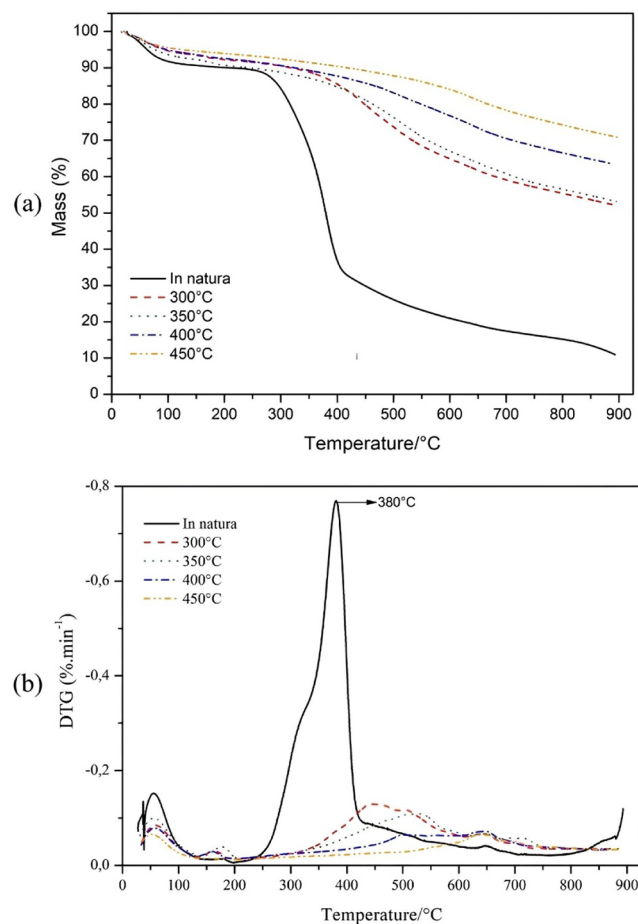 100
90
80
70
60
50
40
30
20
10
0
Mass (%)
(a)
In natura
300°C
350°C
400°C
450°C
0 100 200 300 400 500 600 700 800 900
Temperature/°C
-0,8
-0,6
-0,4
-0,2
0,0
DTG (%.min⁻¹)
(b)
380°C
In natura
300°C
350°C
400°C
450°C
0 100 200 300 400 500 600 700 800 900
Temperature/°C